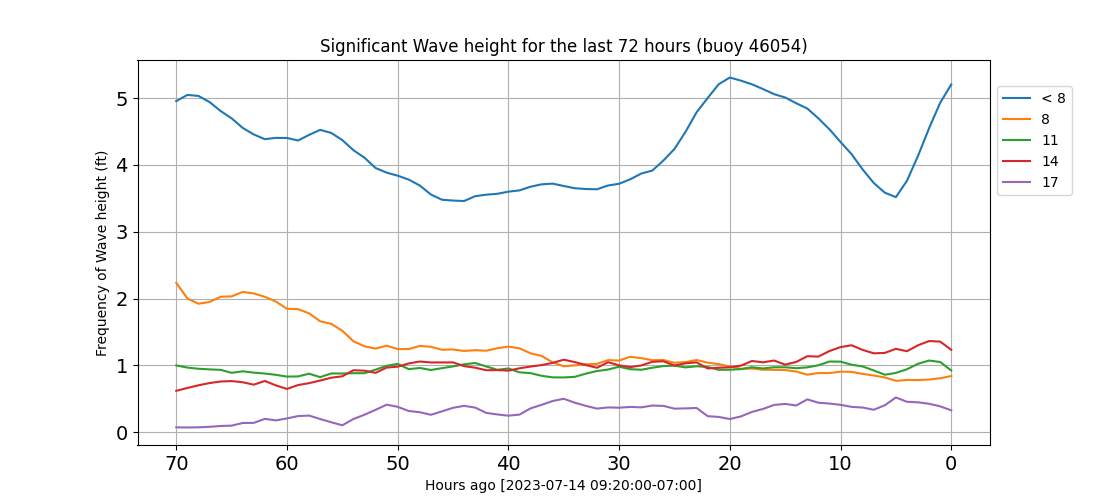 Significant Wave height for the last 72 hours (buoy 46054)
Frequency of Wave height (ft)
5
4
3
2
1
0
70 60 50 40 30 20 10 0
Hours ago [2023-07-14 09:20:00-07:00]
< 8
8
11
14
17